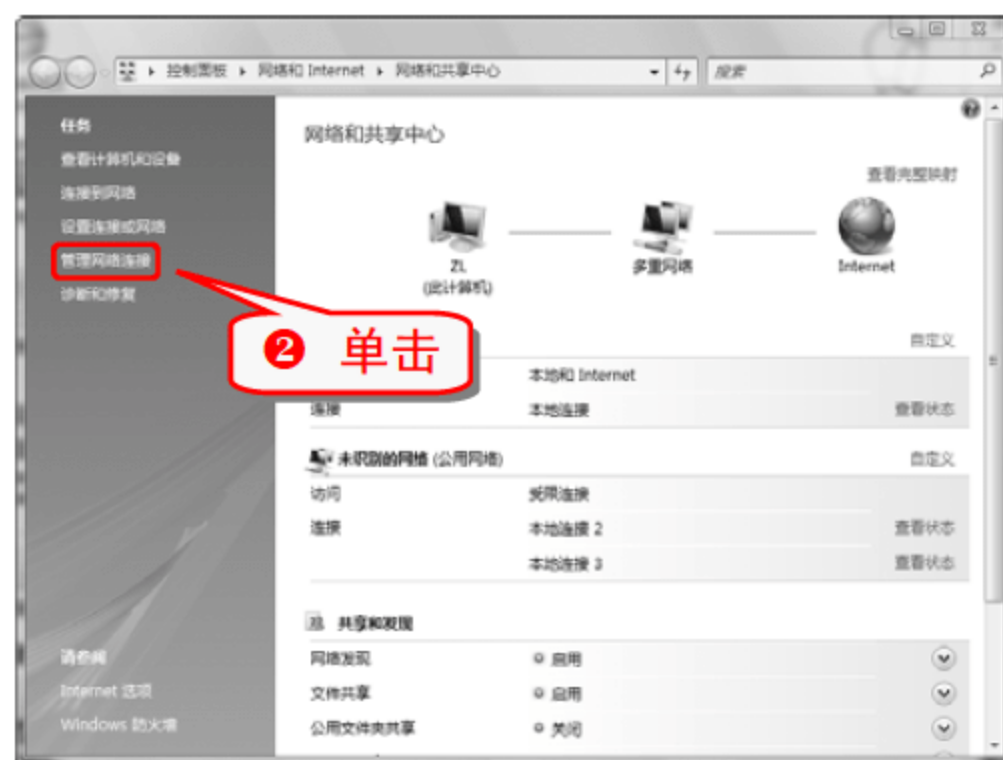 控制面板 ▸ 网络和 Internet ▸ 网络和共享中心
搜索
任务
查看计算机和设备
连接到网络
设置连接或网络
管理网络连接
诊断和修复
请参阅
Internet 选项
Windows 防火墙
网络和共享中心
查看完整映射
ZL
(此计算机)
多重网络
Internet
❷ 单击
自定义
本地和 Internet
连接 本地连接 查看状态
未识别的网络 (公用网络) 自定义
访问 受限连接
连接 本地连接 2 查看状态
本地连接 3 查看状态
共享和发现
网络发现 启用
文件共享 启用
公用文件夹共享 关闭